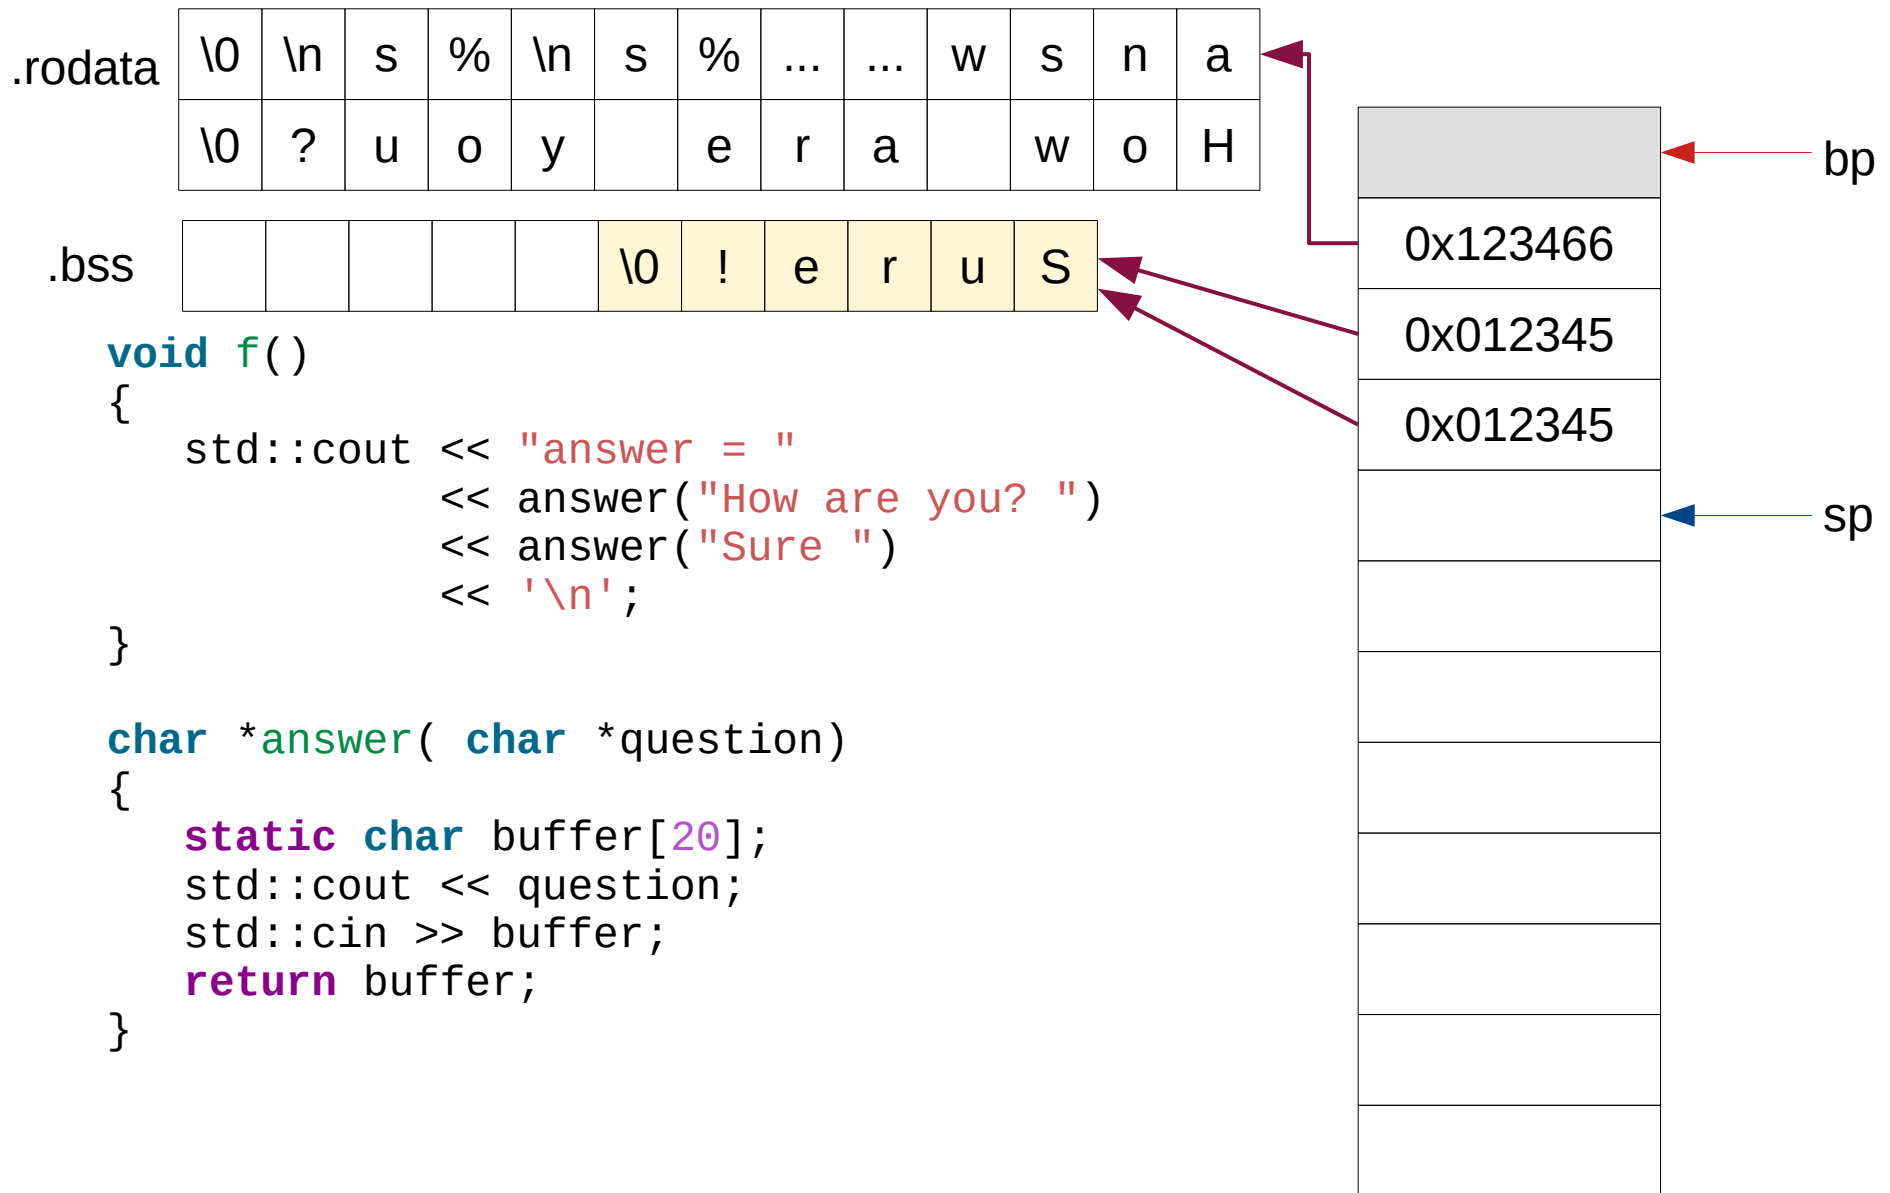 .rodata \0 \n s % \n s % ... ... w s n a
\0 ? u o y e r a w o H
.bss \0 ! e r u S
bp
0x123466
0x012345
0x012345
sp
void f()
{
std::cout << "answer = "
<< answer("How are you? ")
<< answer("Sure ")
<< '\n';
}
char *answer( char *question)
{
static char buffer[20];
std::cout << question;
std::cin >> buffer;
return buffer;
}